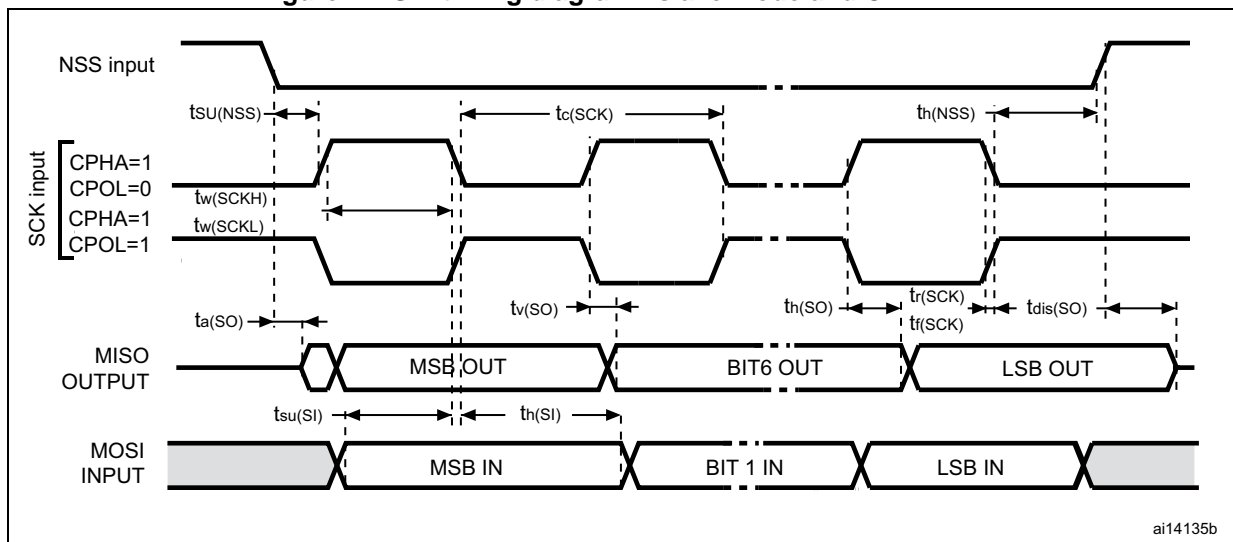 NSS input
tSU(NSS)
tc(SCK)
th(NSS)
SCK input
CPHA=1
CPOL=0
tw(SCKH)
CPHA=1
tw(SCKL)
CPOL=1
ta(SO)
tv(SO)
th(SO)
tr(SCK)
tf(SCK)
tdis(SO)
MISO
OUTPUT
MSB OUT
BIT6 OUT
LSB OUT
tsu(SI)
th(SI)
MOSI
INPUT
MSB IN
BIT 1 IN
LSB IN
ai14135b